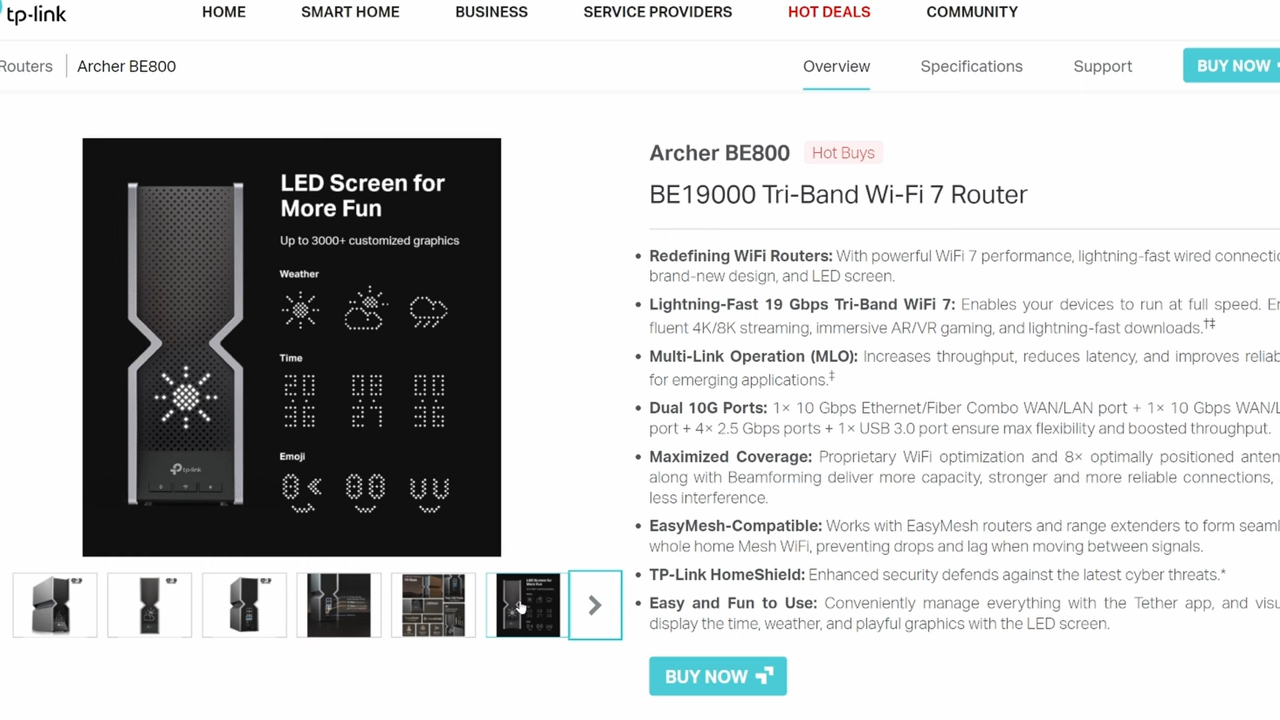 tp-link
HOME SMART HOME BUSINESS SERVICE PROVIDERS HOT DEALS COMMUNITY
Routers Archer BE800
Overview Specifications Support BUY NOW
LED Screen for
More Fun
Up to 3000+ customized graphics
Weather
Time
20 08 00
36 27 36
Emoji
tp-link
Archer BE800 Hot Buys
BE19000 Tri-Band Wi-Fi 7 Router
• Redefining WiFi Routers: With powerful WiFi 7 performance, lightning-fast wired
brand-new design, and LED screen.
• Lightning-Fast 19 Gbps Tri-Band WiFi 7: Enables your devices to run at full speed.
fluent 4K/8K streaming, immersive AR/VR gaming, and lightning-fast downloads.†‡
• Multi-Link Operation (MLO): Increases throughput, reduces latency, and improves
for emerging applications.‡
• Dual 10G Ports: 1× 10 Gbps Ethernet/Fiber Combo WAN/LAN port + 1× 10 Gbps
port + 4× 2.5 Gbps ports + 1× USB 3.0 port ensure max flexibility and boosted throughput.
• Maximized Coverage: Proprietary WiFi optimization and 8× optimally positioned
along with Beamforming deliver more capacity, stronger and more reliable connections,
less interference.
• EasyMesh-Compatible: Works with EasyMesh routers and range extenders to form
whole home Mesh WiFi, preventing drops and lag when moving between signals.
• TP-Link HomeShield: Enhanced security defends against the latest cyber threats.*
• Easy and Fun to Use: Conveniently manage everything with the Tether app, and
display the time, weather, and playful graphics with the LED screen.
BUY NOW